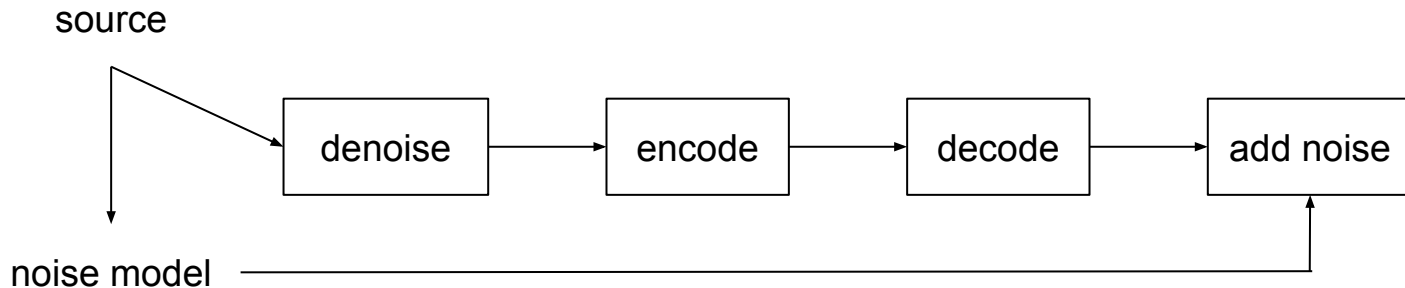 source
denoise
encode
decode
add noise
noise model